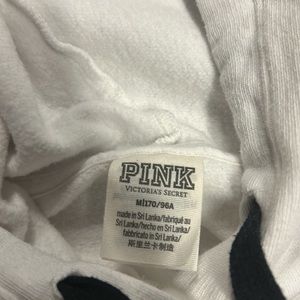 PINK
VICTORIA'S SECRET
M|170/96A
made in Sri Lanka/fabriqué au
Sri Lanka/hecho en Sri Lanka/
fabbricato in Sri Lanka/
斯里兰卡制造